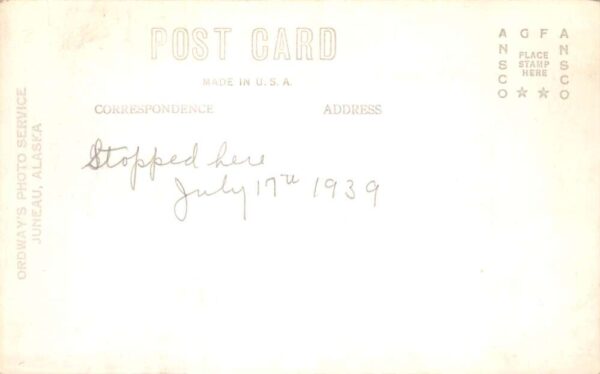 POST CARD
MADE IN U.S.A.
CORRESPONDENCE ADDRESS
AGFA ANSCO
PLACE
STAMP
HERE
ANSCO
ORDWAY'S PHOTO SERVICE
JUNEAU, ALASKA
Stopped here
July 17th 1939